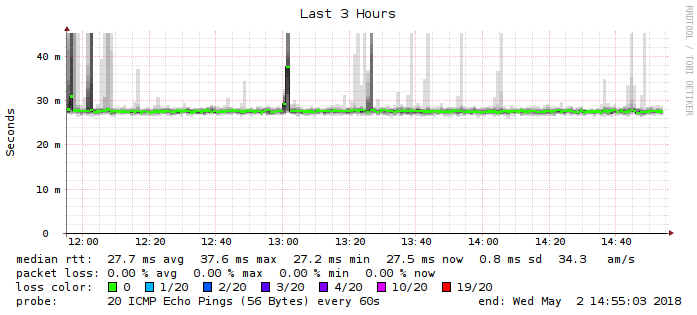 Last 3 Hours
RRDTOOL / TOBI OETIKER
Seconds
40 m
30 m
20 m
10 m
0
12:00 12:20 12:40 13:00 13:20 13:40 14:00 14:20 14:40
median rtt: 27.7 ms avg 37.6 ms max 27.2 ms min 27.5 ms now 0.8 ms sd 34.3 am/s
packet loss: 0.00 % avg 0.00 % max 0.00 % min 0.00 % now
loss color: 0 1/20 2/20 3/20 4/20 10/20 19/20
probe: 20 ICMP Echo Pings (56 Bytes) every 60s end: Wed May 2 14:55:03 2018